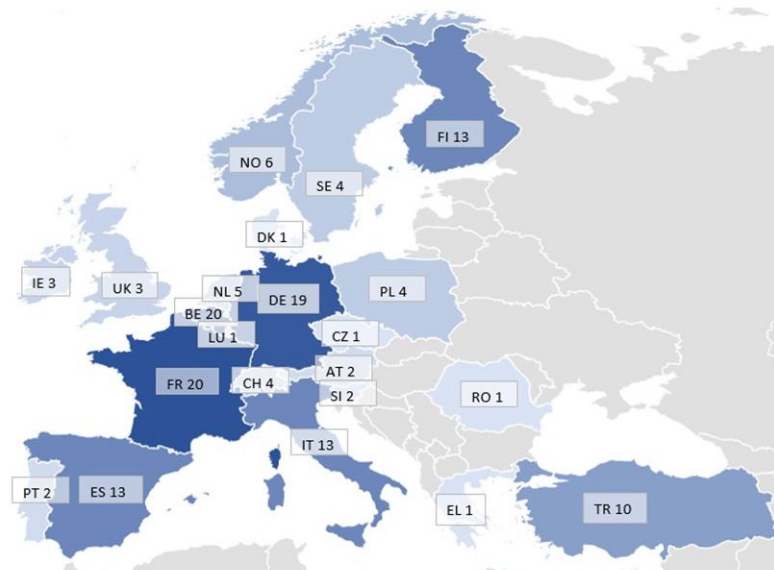 FI 13
NO 6
SE 4
DK 1
IE 3
UK 3
NL 5
DE 19
PL 4
BE 20
LU 1
CZ 1
AT 2
FR 20
CH 4
SI 2
RO 1
IT 13
PT 2
ES 13
EL 1
TR 10